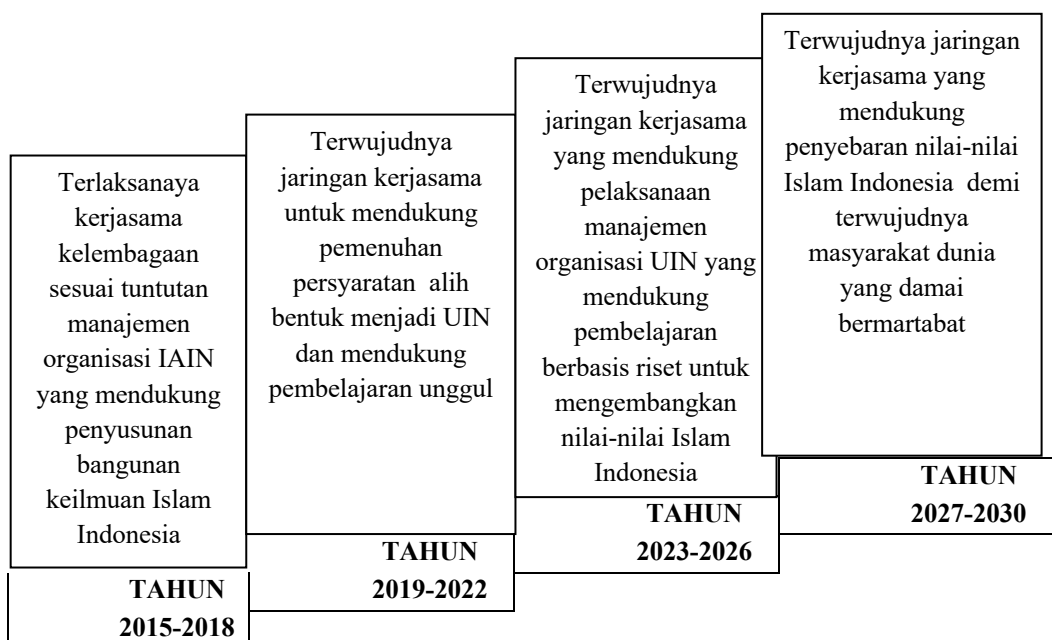 Terlaksanaya
kerjasama
kelembagaan
sesuai tuntutan
manajemen
organisasi IAIN
yang mendukung
penyusunan
bangunan
keilmuan Islam
Indonesia
TAHUN
2015-2018
Terwujudnya
jaringan kerjasama
untuk mendukung
pemenuhan
persyaratan alih
bentuk menjadi UIN
dan mendukung
pembelajaran unggul
TAHUN
2019-2022
Terwujudnya
jaringan kerjasama
yang mendukung
pelaksanaan
manajemen
organisasi UIN yang
mendukung
pembelajaran
berbasis riset untuk
mengembangkan
nilai-nilai Islam
Indonesia
TAHUN
2023-2026
Terwujudnya jaringan
kerjasama yang
mendukung
penyebaran nilai-nilai
Islam Indonesia demi
terwujudnya
masyarakat dunia
yang damai
bermartabat
TAHUN
2027-2030